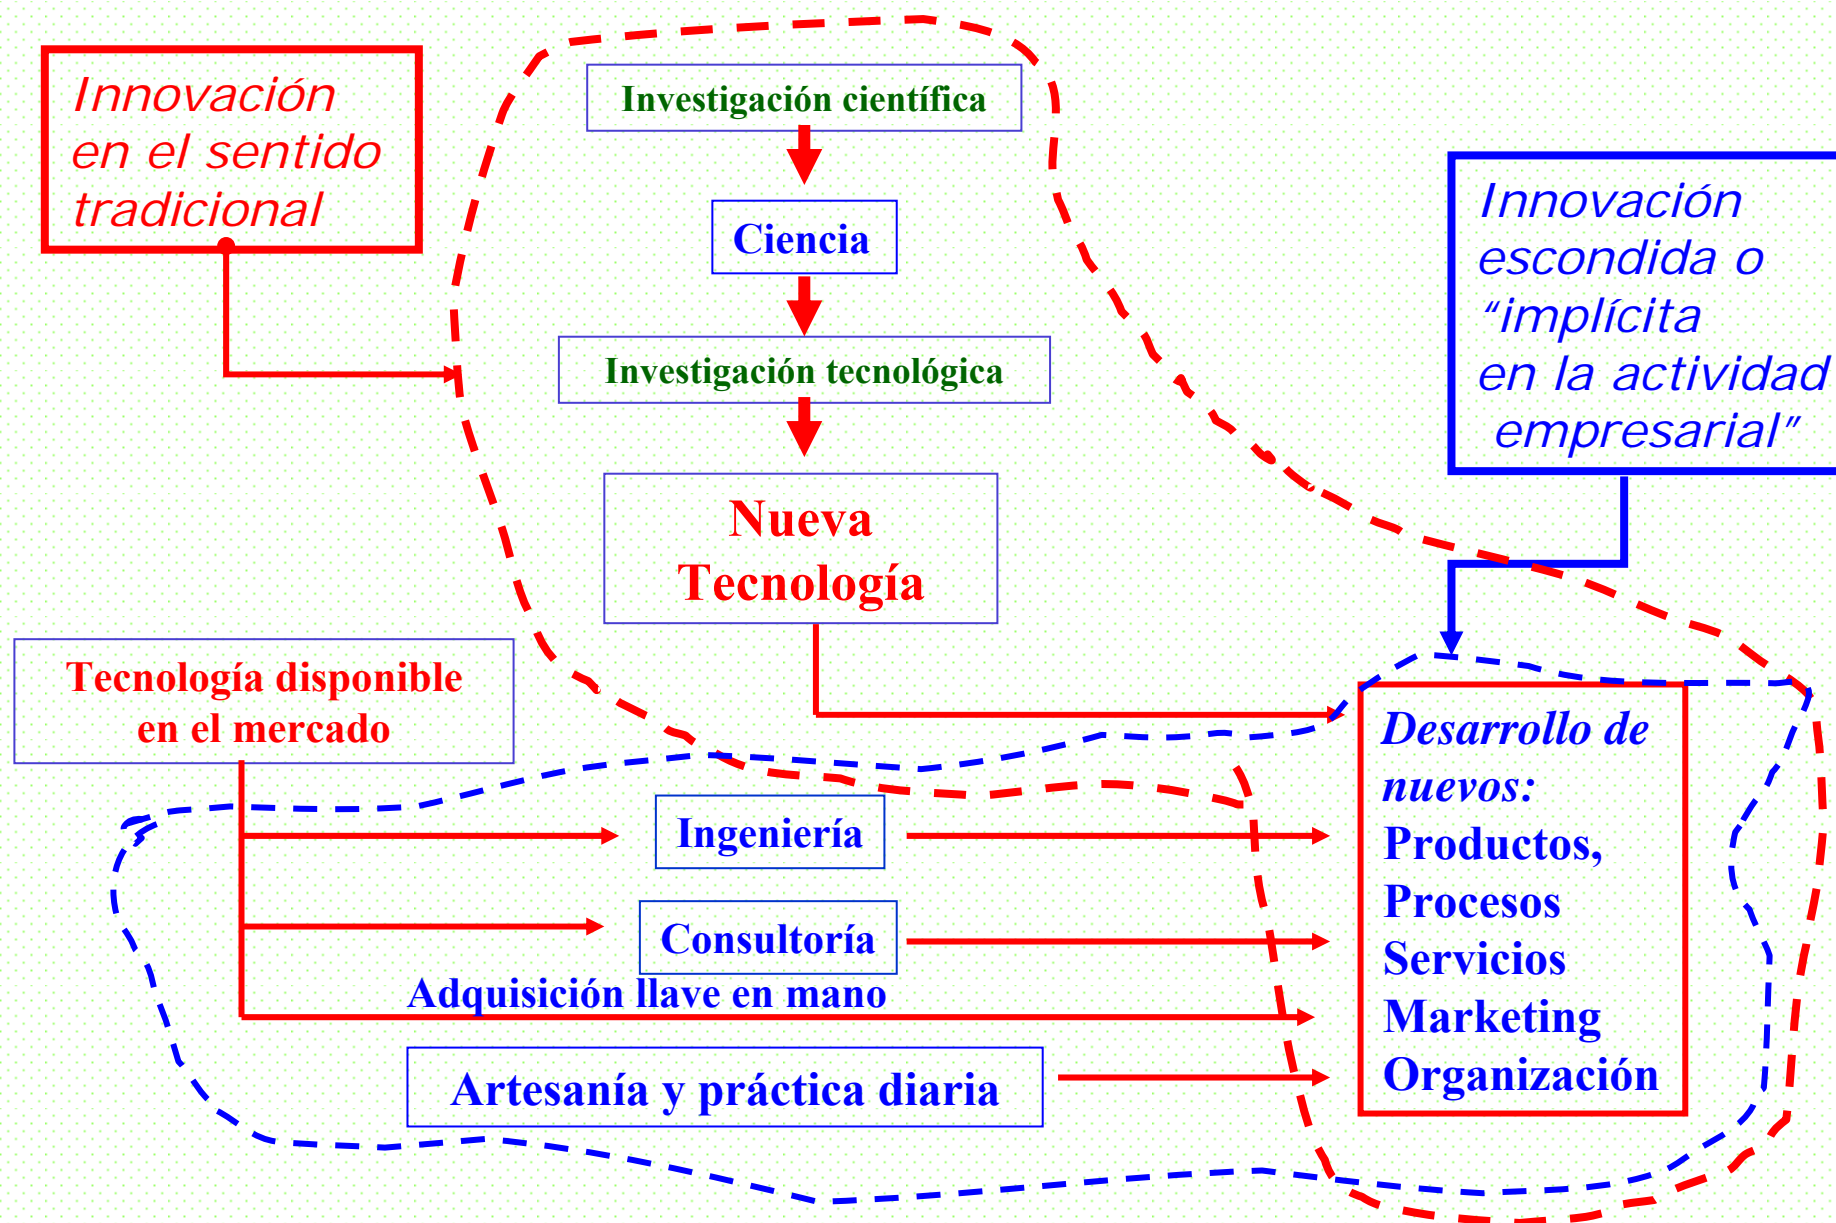 Innovación
en el sentido
tradicional
Investigación científica
Ciencia
Investigación tecnológica
Nueva
Tecnología
Innovación
escondida o
“implícita
en la actividad
empresarial”
Tecnología disponible
en el mercado
Ingeniería
Consultoría
Adquisición llave en mano
Artesanía y práctica diaria
Desarrollo de
nuevos:
Productos,
Procesos
Servicios
Marketing
Organización